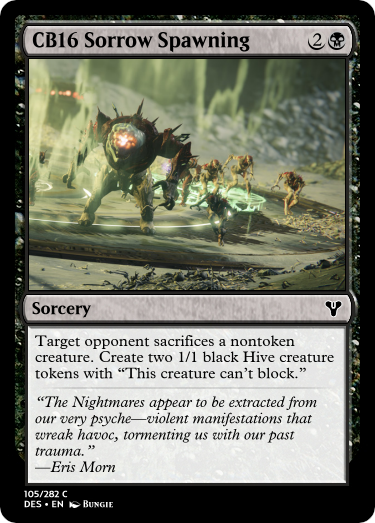 CB16 Sorrow Spawning 2
Sorcery
Target opponent sacrifices a nontoken
creature. Create two 1/1 black Hive creature
tokens with “This creature can’t block.”
“The Nightmares appear to be extracted from
our very psyche—violent manifestations that
wreak havoc, tormenting us with our past
trauma.”
—Eris Morn
105/282 C
DES • EN Bungie